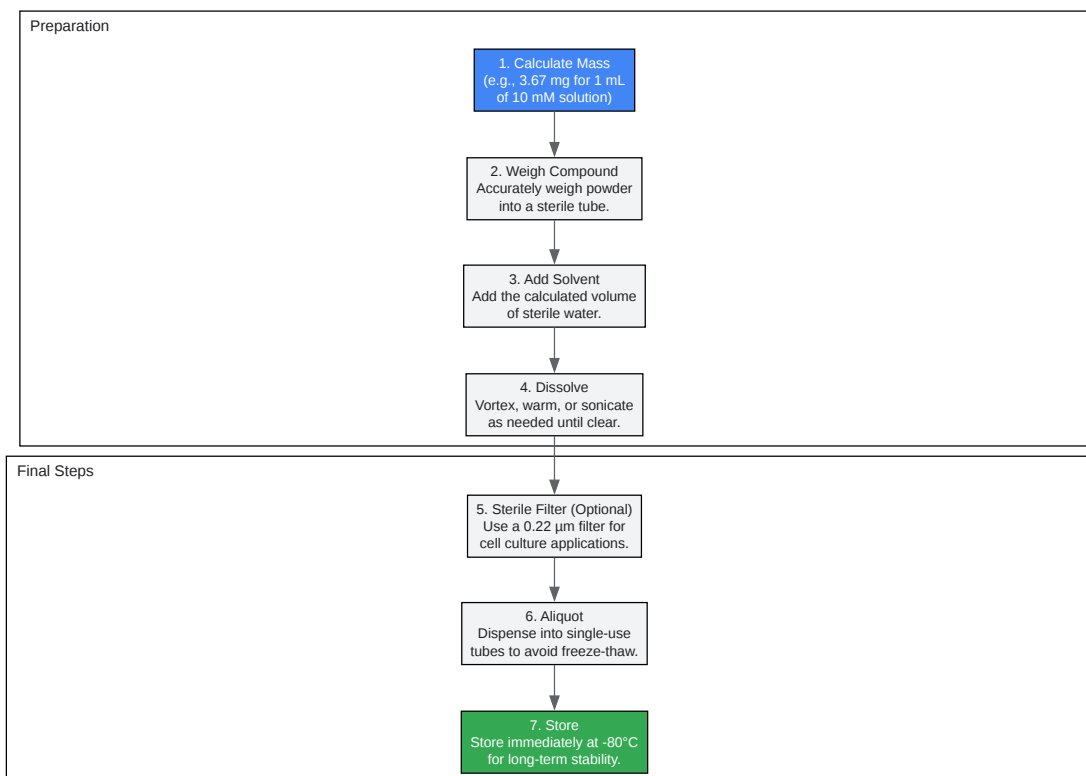 Preparation
1. Calculate Mass
(e.g., 3.67 mg for 1 mL
of 10 mM solution)
2. Weigh Compound
Accurately weigh powder
into a sterile tube.
3. Add Solvent
Add the calculated volume
of sterile water.
4. Dissolve
Vortex, warm, or sonicate
as needed until clear.
Final Steps
5. Sterile Filter (Optional)
Use a 0.22 µm filter for
cell culture applications.
6. Aliquot
Dispense into single-use
tubes to avoid freeze-thaw.
7. Store
Store immediately at -80°C
for long-term stability.